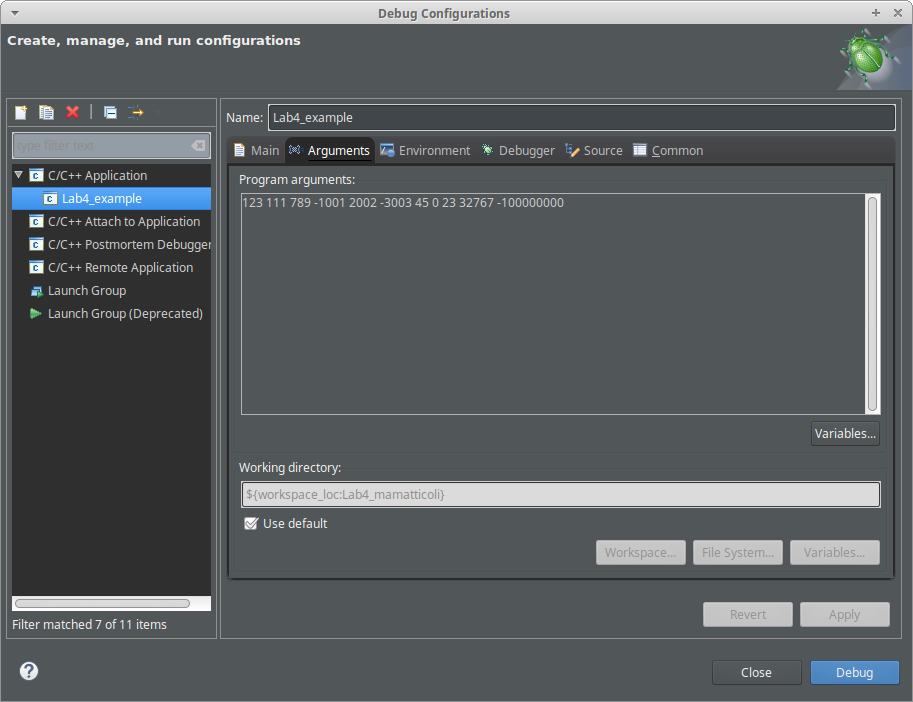 Debug Configurations
Create, manage, and run configurations
Name: Lab4_example
type filter text
Main Arguments Environment Debugger Source Common
C/C++ Application
Lab4_example
C/C++ Attach to Application
C/C++ Postmortem Debugger
C/C++ Remote Application
Launch Group
Launch Group (Deprecated)
Filter matched 7 of 11 items
Program arguments:
123 111 789 -1001 2002 -3003 45 0 23 32767 -100000000
Variables...
Working directory:
${workspace_loc:Lab4_mamatticoli}
Use default
Workspace... File System... Variables...
Revert Apply
Close Debug